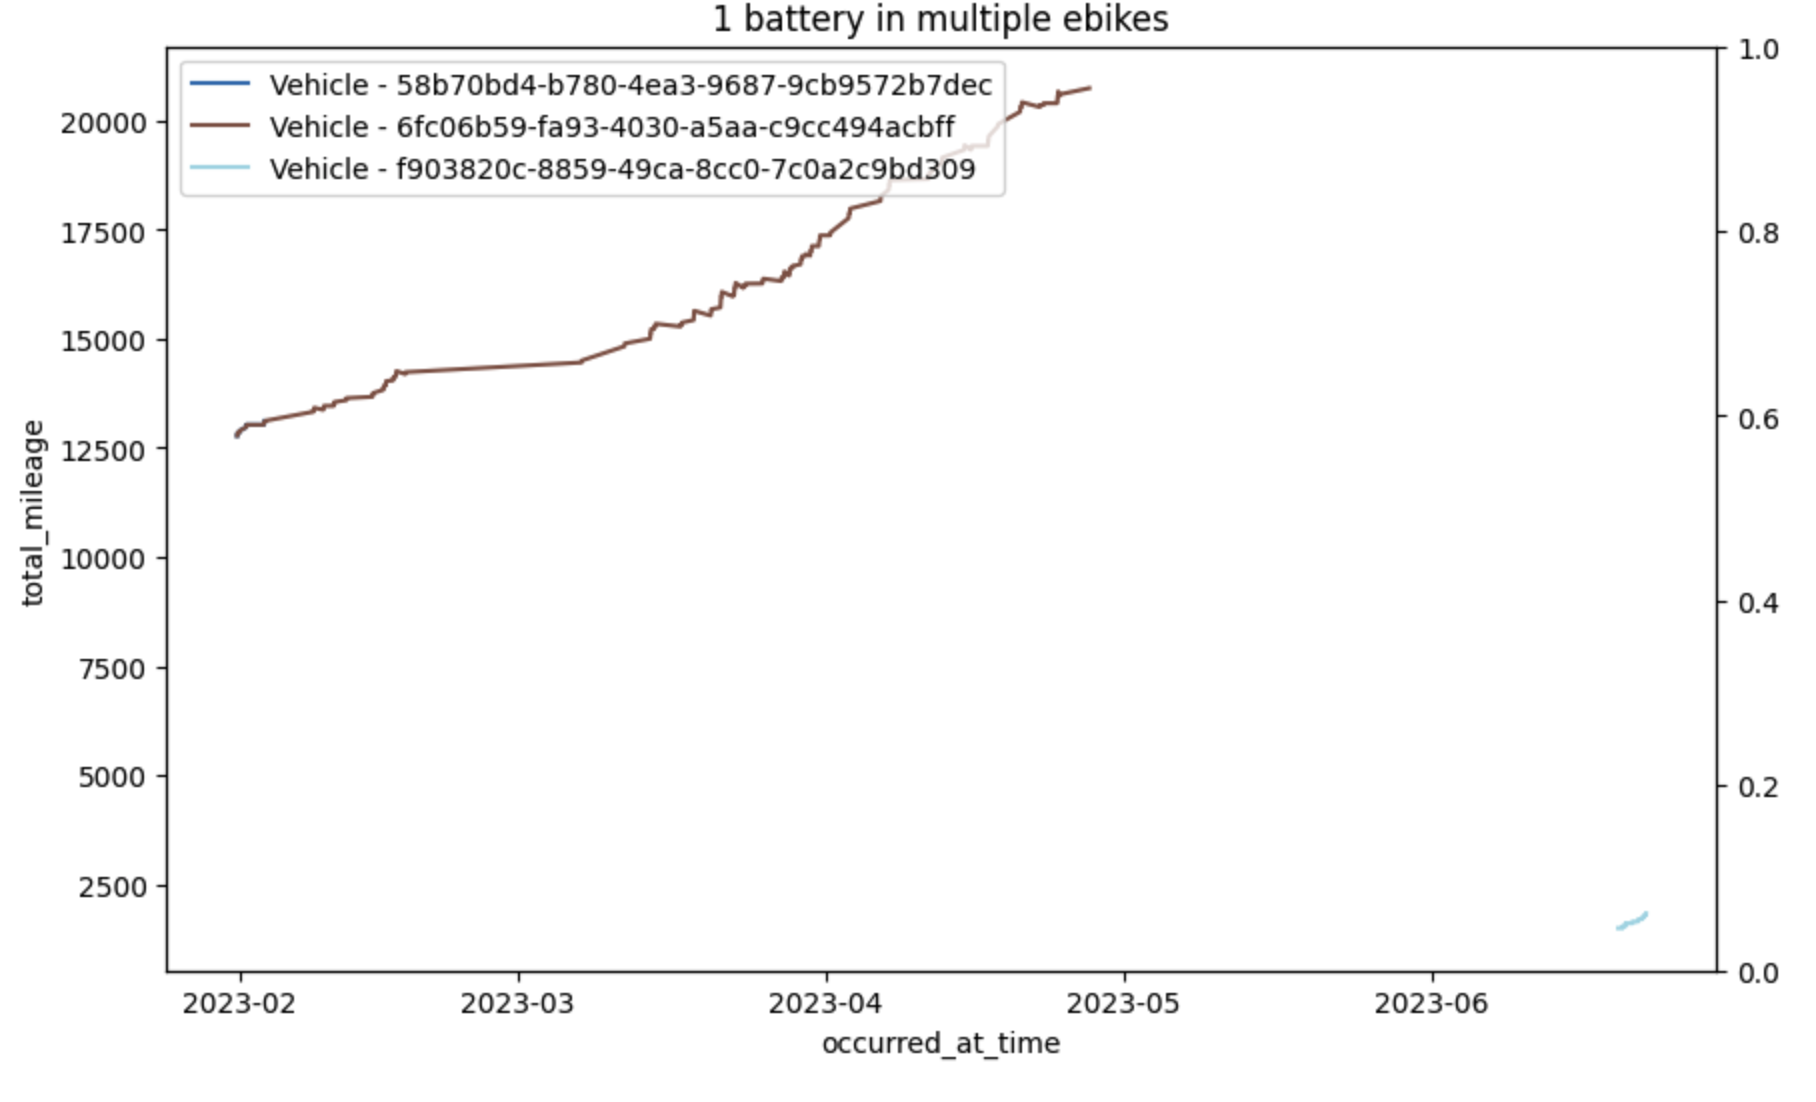 1 battery in multiple ebikes
Vehicle - 58b70bd4-b780-4ea3-9687-9cb9572b7dec
Vehicle - 6fc06b59-fa93-4030-a5aa-c9cc494acbff
Vehicle - f903820c-8859-49ca-8cc0-7c0a2c9bd309
total_mileage
20000
17500
15000
12500
10000
7500
5000
2500
1.0
0.8
0.6
0.4
0.2
0.0
2023-02 2023-03 2023-04 2023-05 2023-06
occurred_at_time